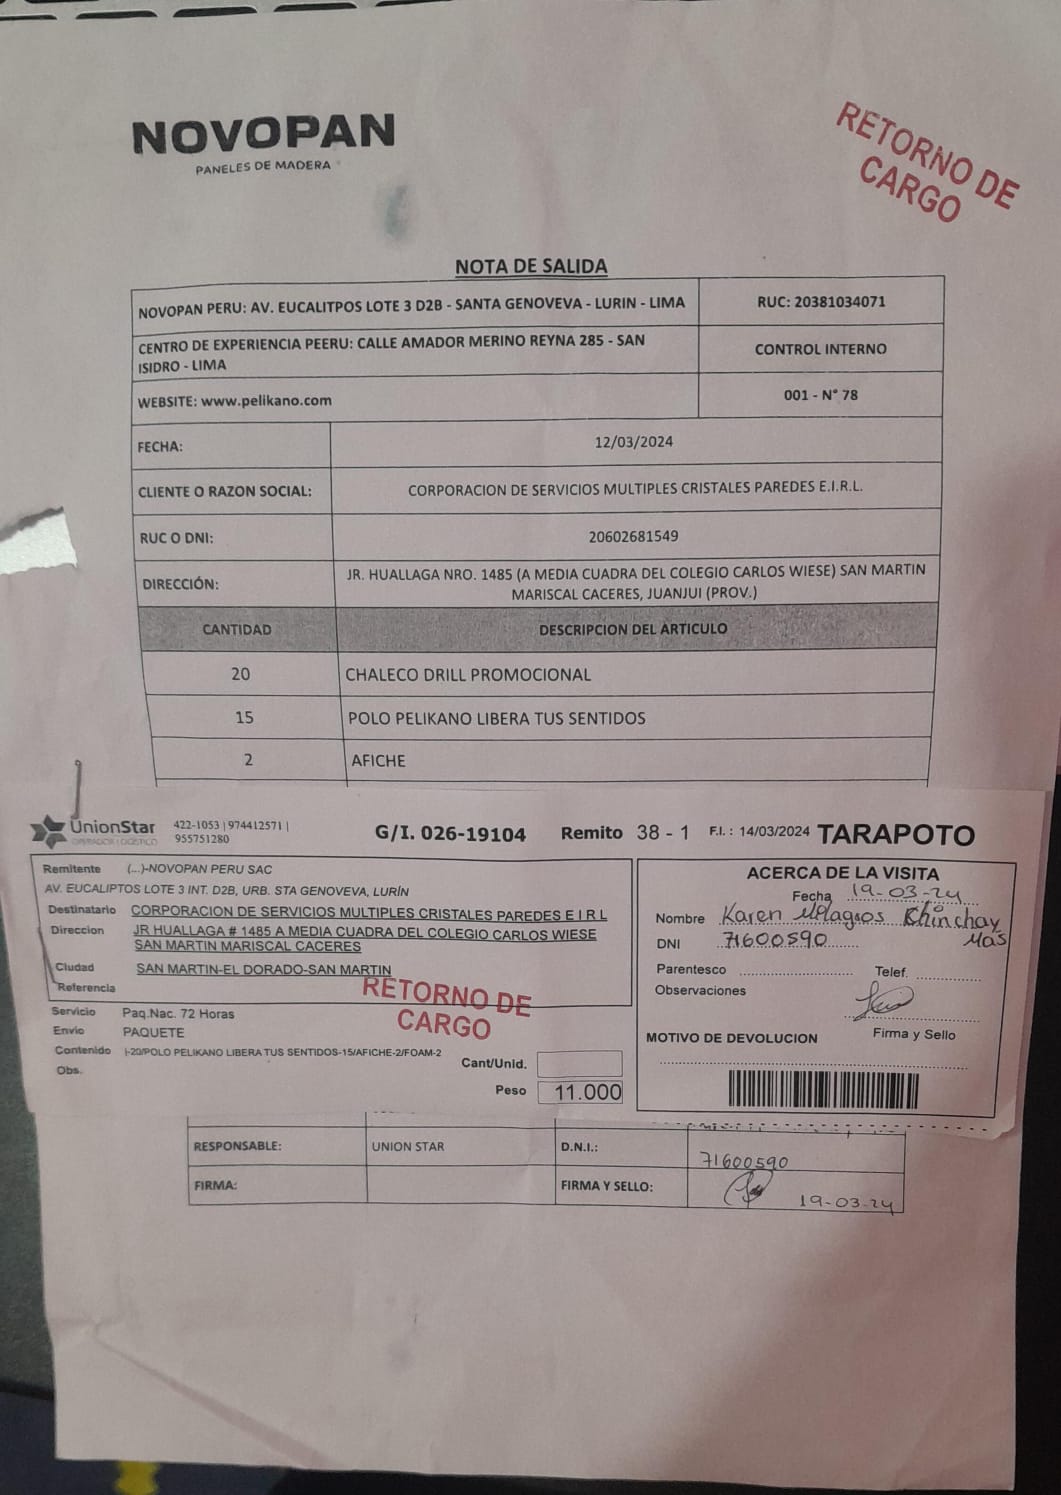 NOVOPAN
PANELES DE MADERA
RETORNO DE
CARGO
NOTA DE SALIDA
NOVOPAN PERU: AV. EUCALITPOS LOTE 3 D2B - SANTA GENOVEVA - LURIN - LIMA
RUC: 20381034071
CENTRO DE EXPERIENCIA PEERU: CALLE AMADOR MERINO REYNA 285 - SAN
ISIDRO - LIMA
CONTROL INTERNO
WEBSITE: www.pelikano.com
001 - N° 78
FECHA:
12/03/2024
CLIENTE O RAZON SOCIAL:
CORPORACION DE SERVICIOS MULTIPLES CRISTALES PAREDES E.I.R.L.
RUC O DNI:
20602681549
DIRECCIÓN:
JR. HUALLAGA NRO. 1485 (A MEDIA CUADRA DEL COLEGIO CARLOS WIESE) SAN MARTIN
MARISCAL CACERES, JUANJUI (PROV.)
CANTIDAD DESCRIPCION DEL ARTICULO
20 CHALECO DRILL PROMOCIONAL
15 POLO PELIKANO LIBERA TUS SENTIDOS
2 AFICHE
UnionStar
OPERADOR LOGISTICO
422-1053 | 974412571 |
955751280
G/I. 026-19104 Remito 38 - 1 F.I. : 14/03/2024 TARAPOTO
Remitente (...)-NOVOPAN PERU SAC
AV. EUCALIPTOS LOTE 3 INT. D2B, URB. STA GENOVEVA, LURÍN
Destinatario CORPORACION DE SERVICIOS MULTIPLES CRISTALES PAREDES E I R L
Direccion JR HUALLAGA # 1485 A MEDIA CUADRA DEL COLEGIO CARLOS WIESE
SAN MARTIN MARISCAL CACERES
Ciudad SAN MARTIN-EL DORADO-SAN MARTIN
Referencia
RETORNO DE
CARGO
Servicio Paq.Nac. 72 Horas
Envio PAQUETE
Contenido I-20/POLO PELIKANO LIBERA TUS SENTIDOS-15/AFICHE-2/FOAM-2
Obs.
Cant/Unid.
Peso 11.000
ACERCA DE LA VISITA
Fecha 19-03-24
Nombre Karen Milagros Chinchay
Mas
DNI 71600590
Parentesco Telef.
Observaciones
Firma y Sello
MOTIVO DE DEVOLUCION
RESPONSABLE: UNION STAR D.N.I.: 71600590
FIRMA: FIRMA Y SELLO: 19-03-24